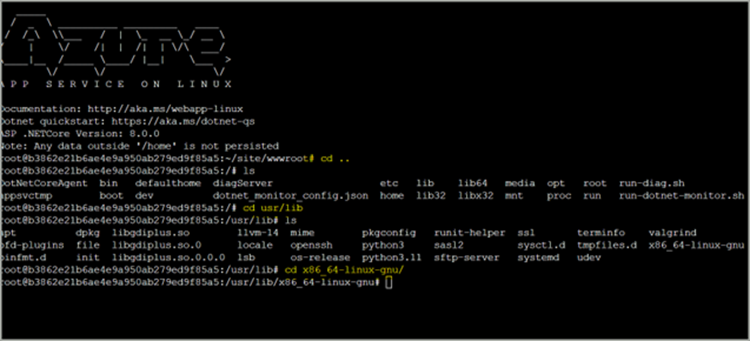 Azure
APP SERVICE ON LINUX
Documentation: http://aka.ms/webapp-linux
Dotnet quickstart: https://aka.ms/dotnet-qs
ASP .NETCore Version: 8.0.0
Note: Any data outside '/home' is not persisted
root@b3862e21b6ae4e9a950ab279ed9f85a5:~/site/wwwroot# cd ..
root@b3862e21b6ae4e9a950ab279ed9f85a5:/# ls
DotNetCoreAgent bin defaulthome diagServer etc lib lib64 media opt root run-diag.sh
appsvctmp boot dev dotnet_monitor_config.json home lib32 libx32 mnt proc run run-dotnet-monitor.sh
root@b3862e21b6ae4e9a950ab279ed9f85a5:/# cd usr/lib
root@b3862e21b6ae4e9a950ab279ed9f85a5:/usr/lib# ls
apt dpkg libgdiplus.so llvm-14 mime pkgconfig runit-helper ssl terminfo valgrind
bfd-plugins file libgdiplus.so.0 locale openssh python3 sasl2 sysctl.d tmpfiles.d x86_64-linux-gnu
binfmt.d init libgdiplus.so.0.0.0 lsb os-release python3.11 sftp-server systemd udev
root@b3862e21b6ae4e9a950ab279ed9f85a5:/usr/lib# cd x86_64-linux-gnu/
root@b3862e21b6ae4e9a950ab279ed9f85a5:/usr/lib/x86_64-linux-gnu#